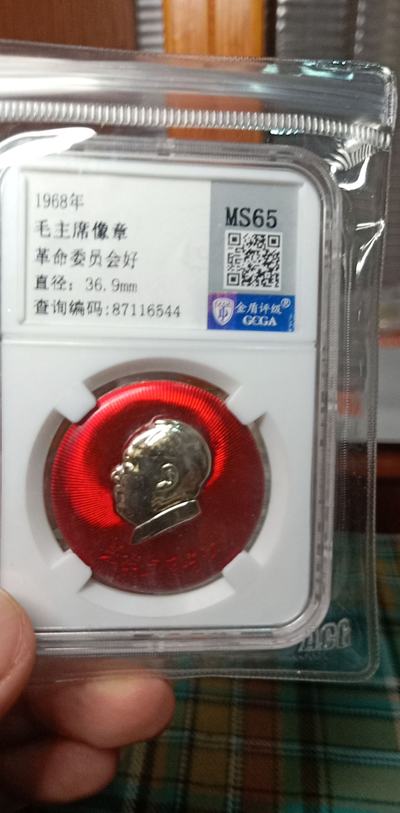 1968年
毛主席像章
革命委员会好
直径: 36.9mm
查询编码:87116544
MS65
金盾评级®
GCGA